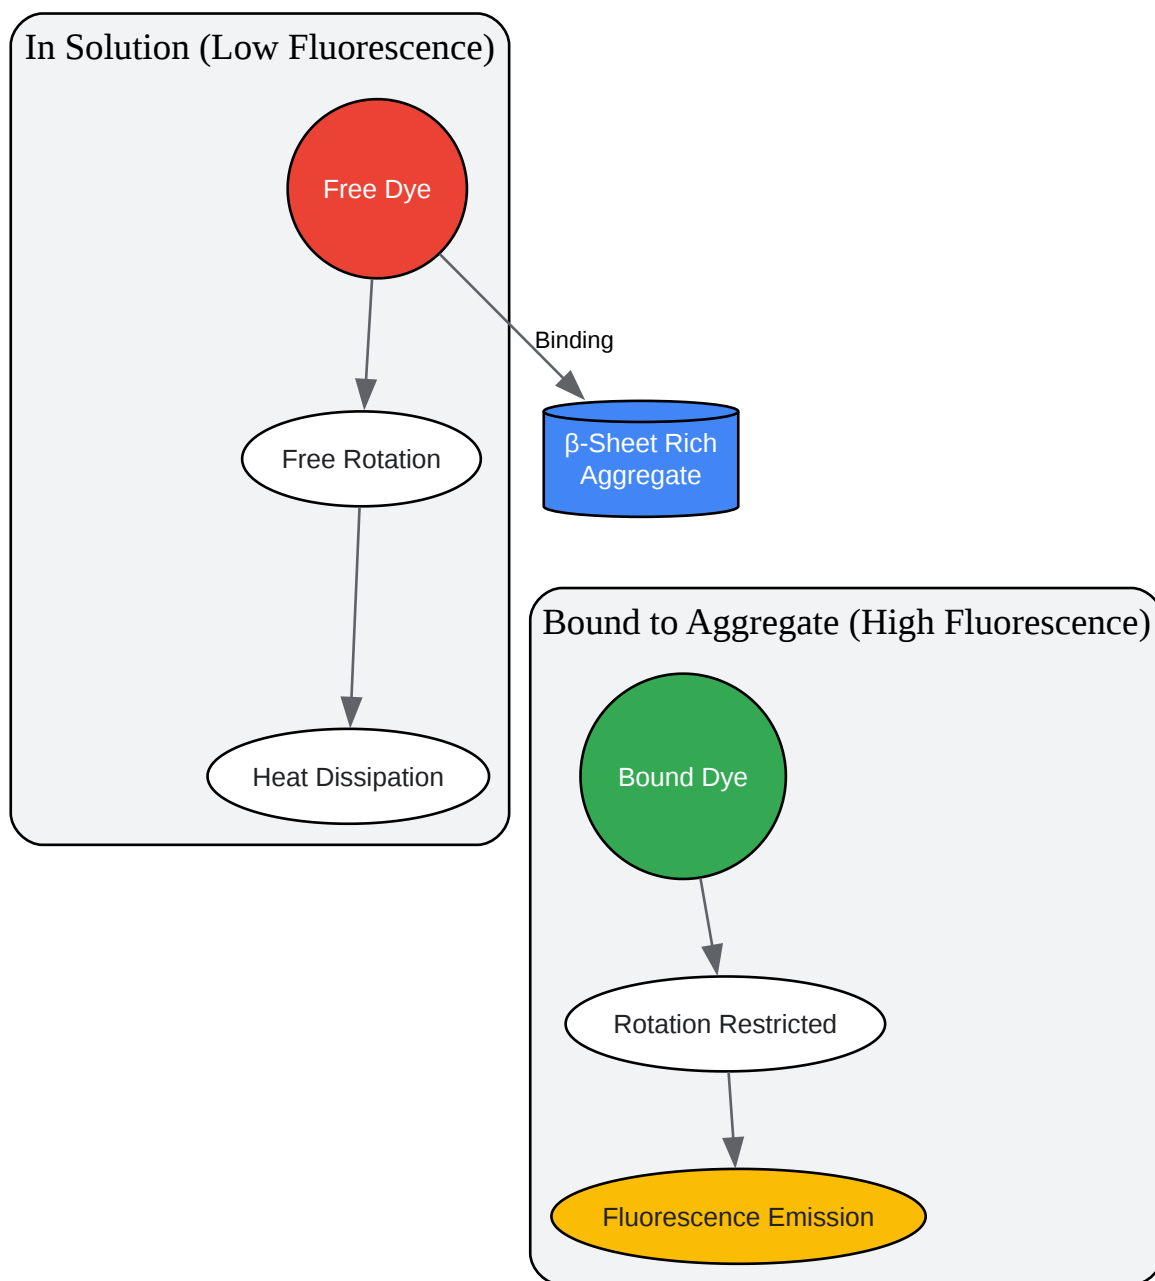 In Solution (Low Fluorescence)
Free Dye
Binding
β-Sheet Rich
Aggregate
Free Rotation
Heat Dissipation
Bound to Aggregate (High Fluorescence)
Bound Dye
Rotation Restricted
Fluorescence Emission